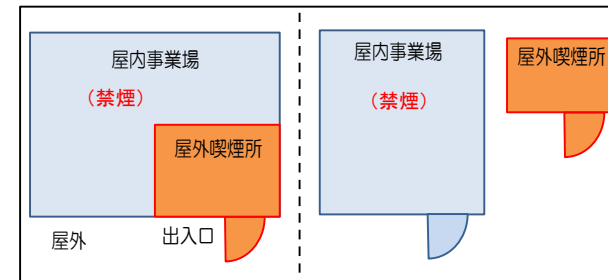 屋内事業場
（禁煙）
屋外喫煙所
屋外
出入口
屋内事業場
（禁煙）
屋外喫煙所